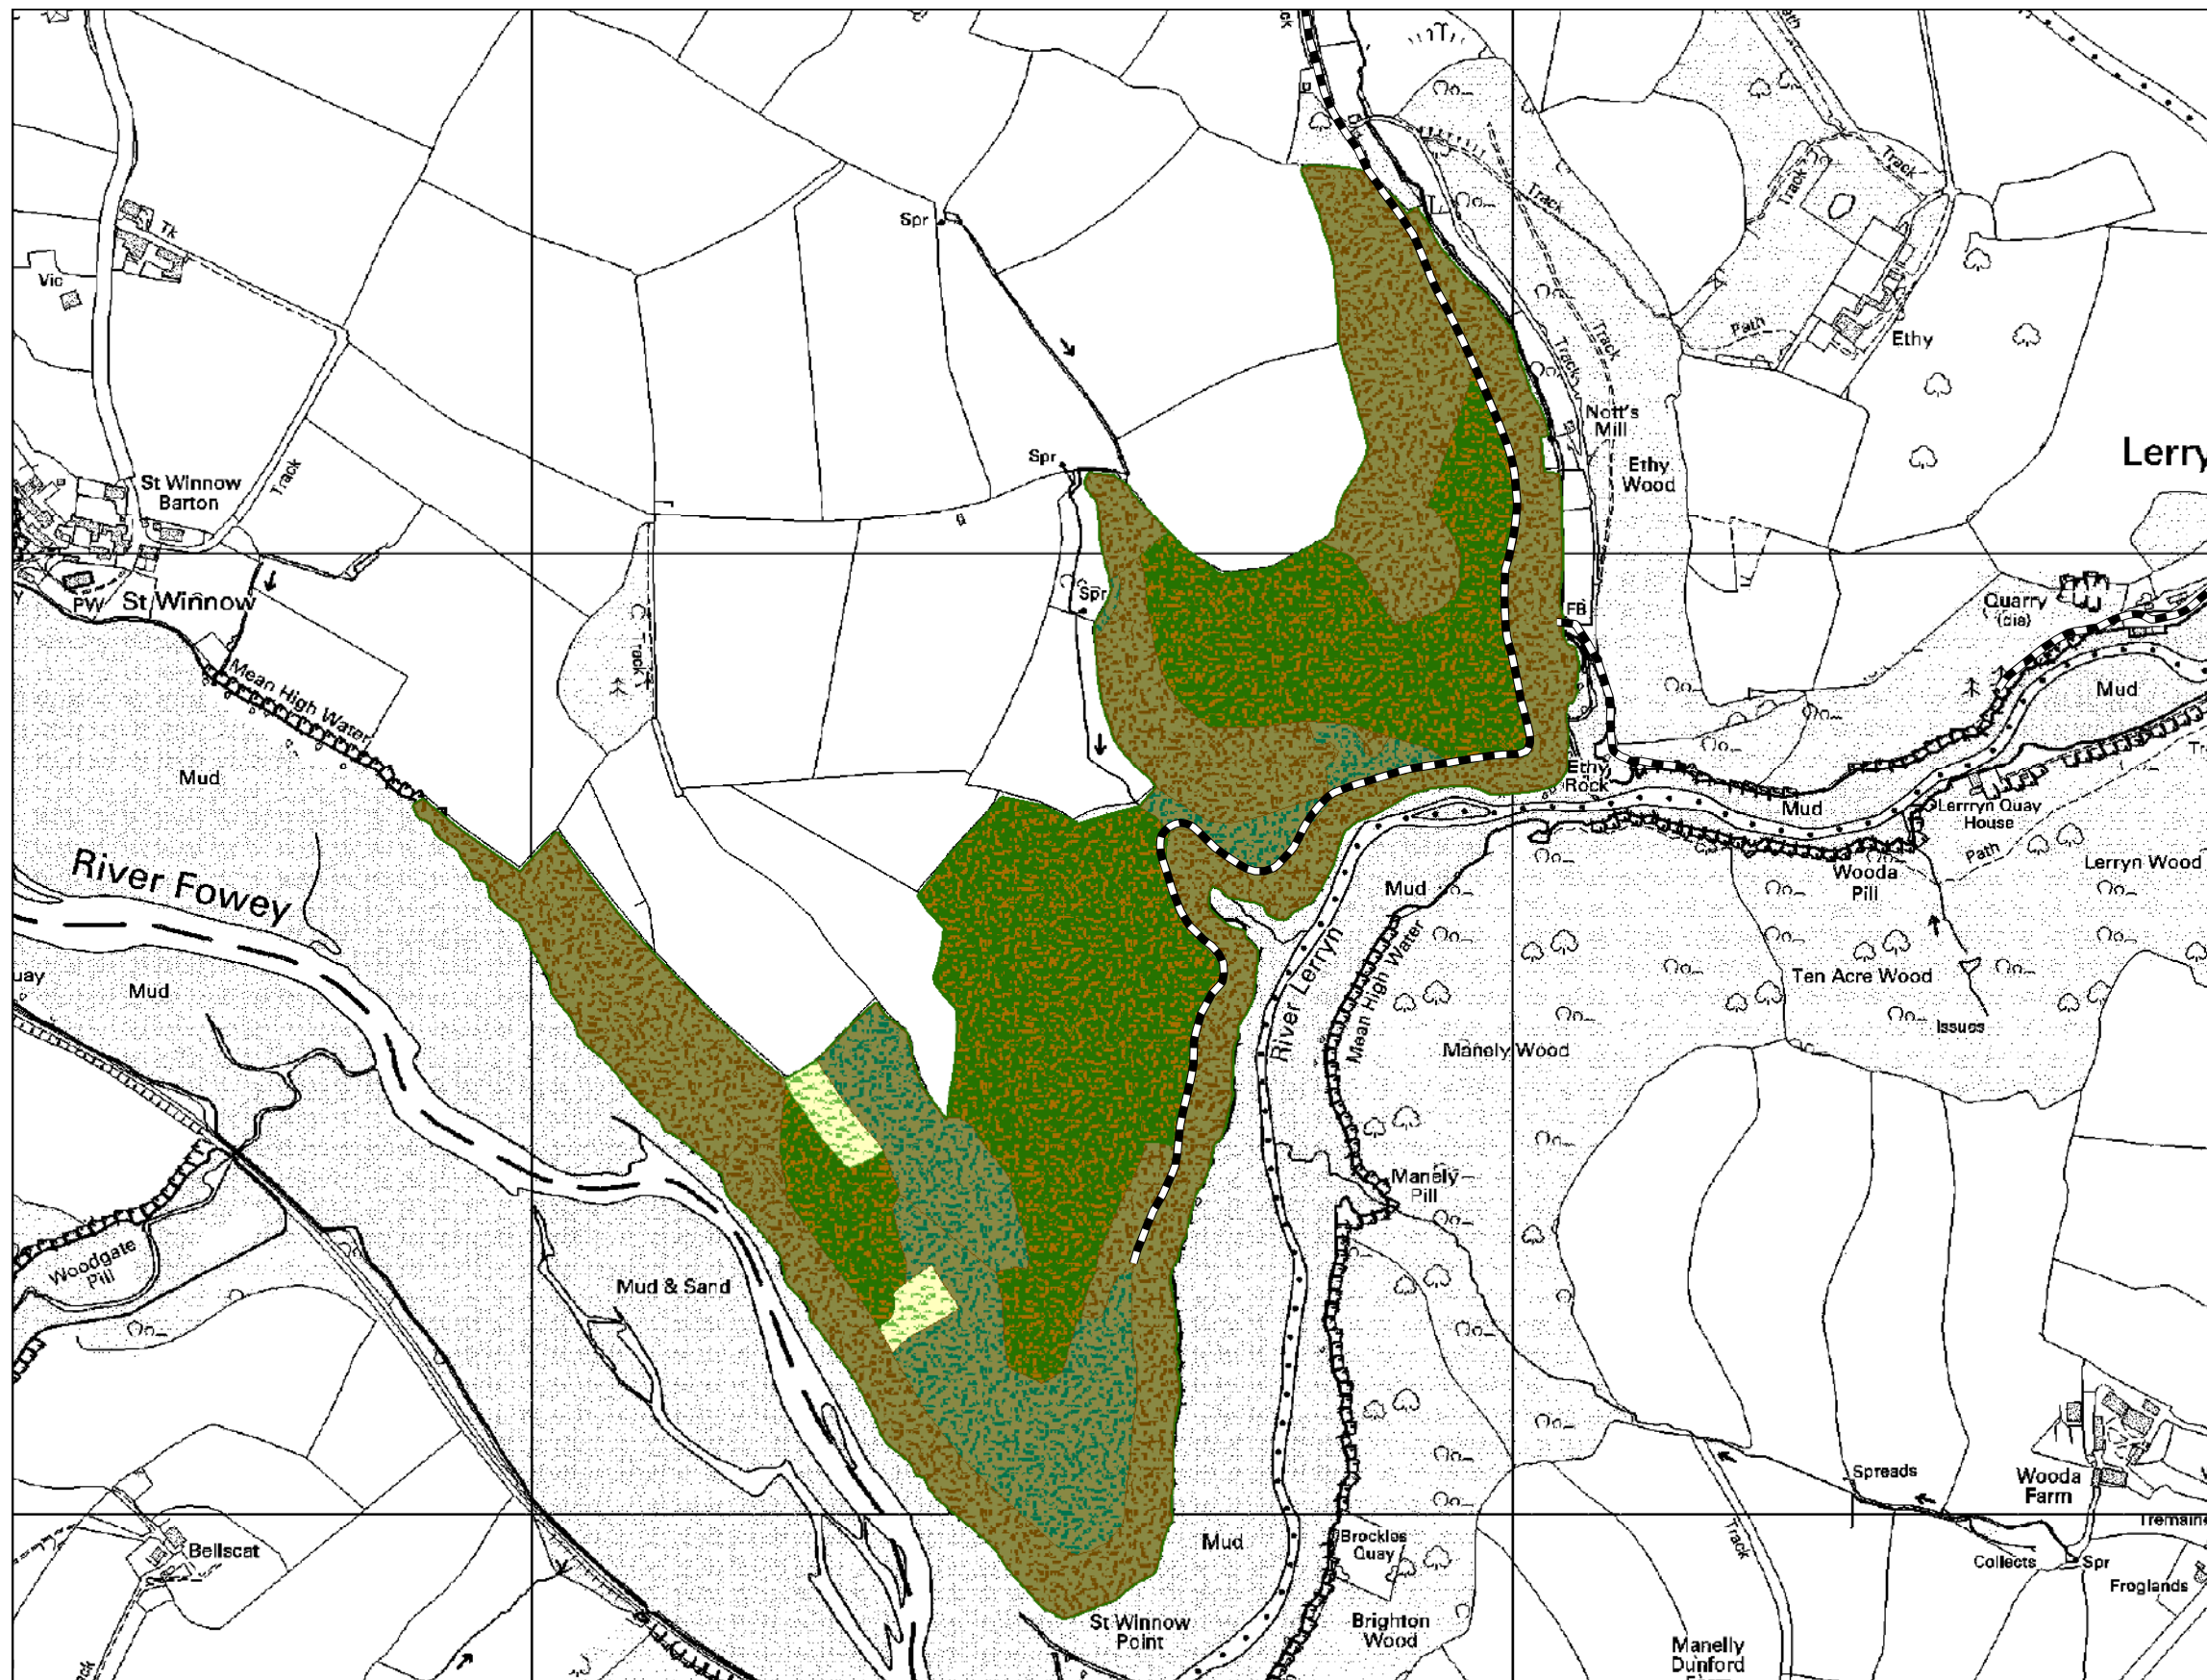 Spr
Tk
Track
Track
Track
Vic
Path
Ethy
Track
Track
Nott's
Mill
Lerry
Spr
Ethy
Wood
St Winnow
Barton
Track
Spr
FB
Quarry
(dis)
PW
St Winnow
Track
Mean High Water
Mud
Mud
Ethy
Rock
Mud
Lerrryn Quay
House
Path
Lerryn Wood
Wooda
Pill
River Fowey
Mud
uay
Mud
River Lerryn
Mean High Water
Ten Acre Wood
Issues
Manely Wood
Manely
Pill
Woodgate
Pill
Mud & Sand
Spreads
Wooda
Farm
Bellscat
Mud
Brockles
Quay
Track
Tremain
Collects
Spr
Froglands
St Winnow
Point
Brighton
Wood
Manelly
Dunford